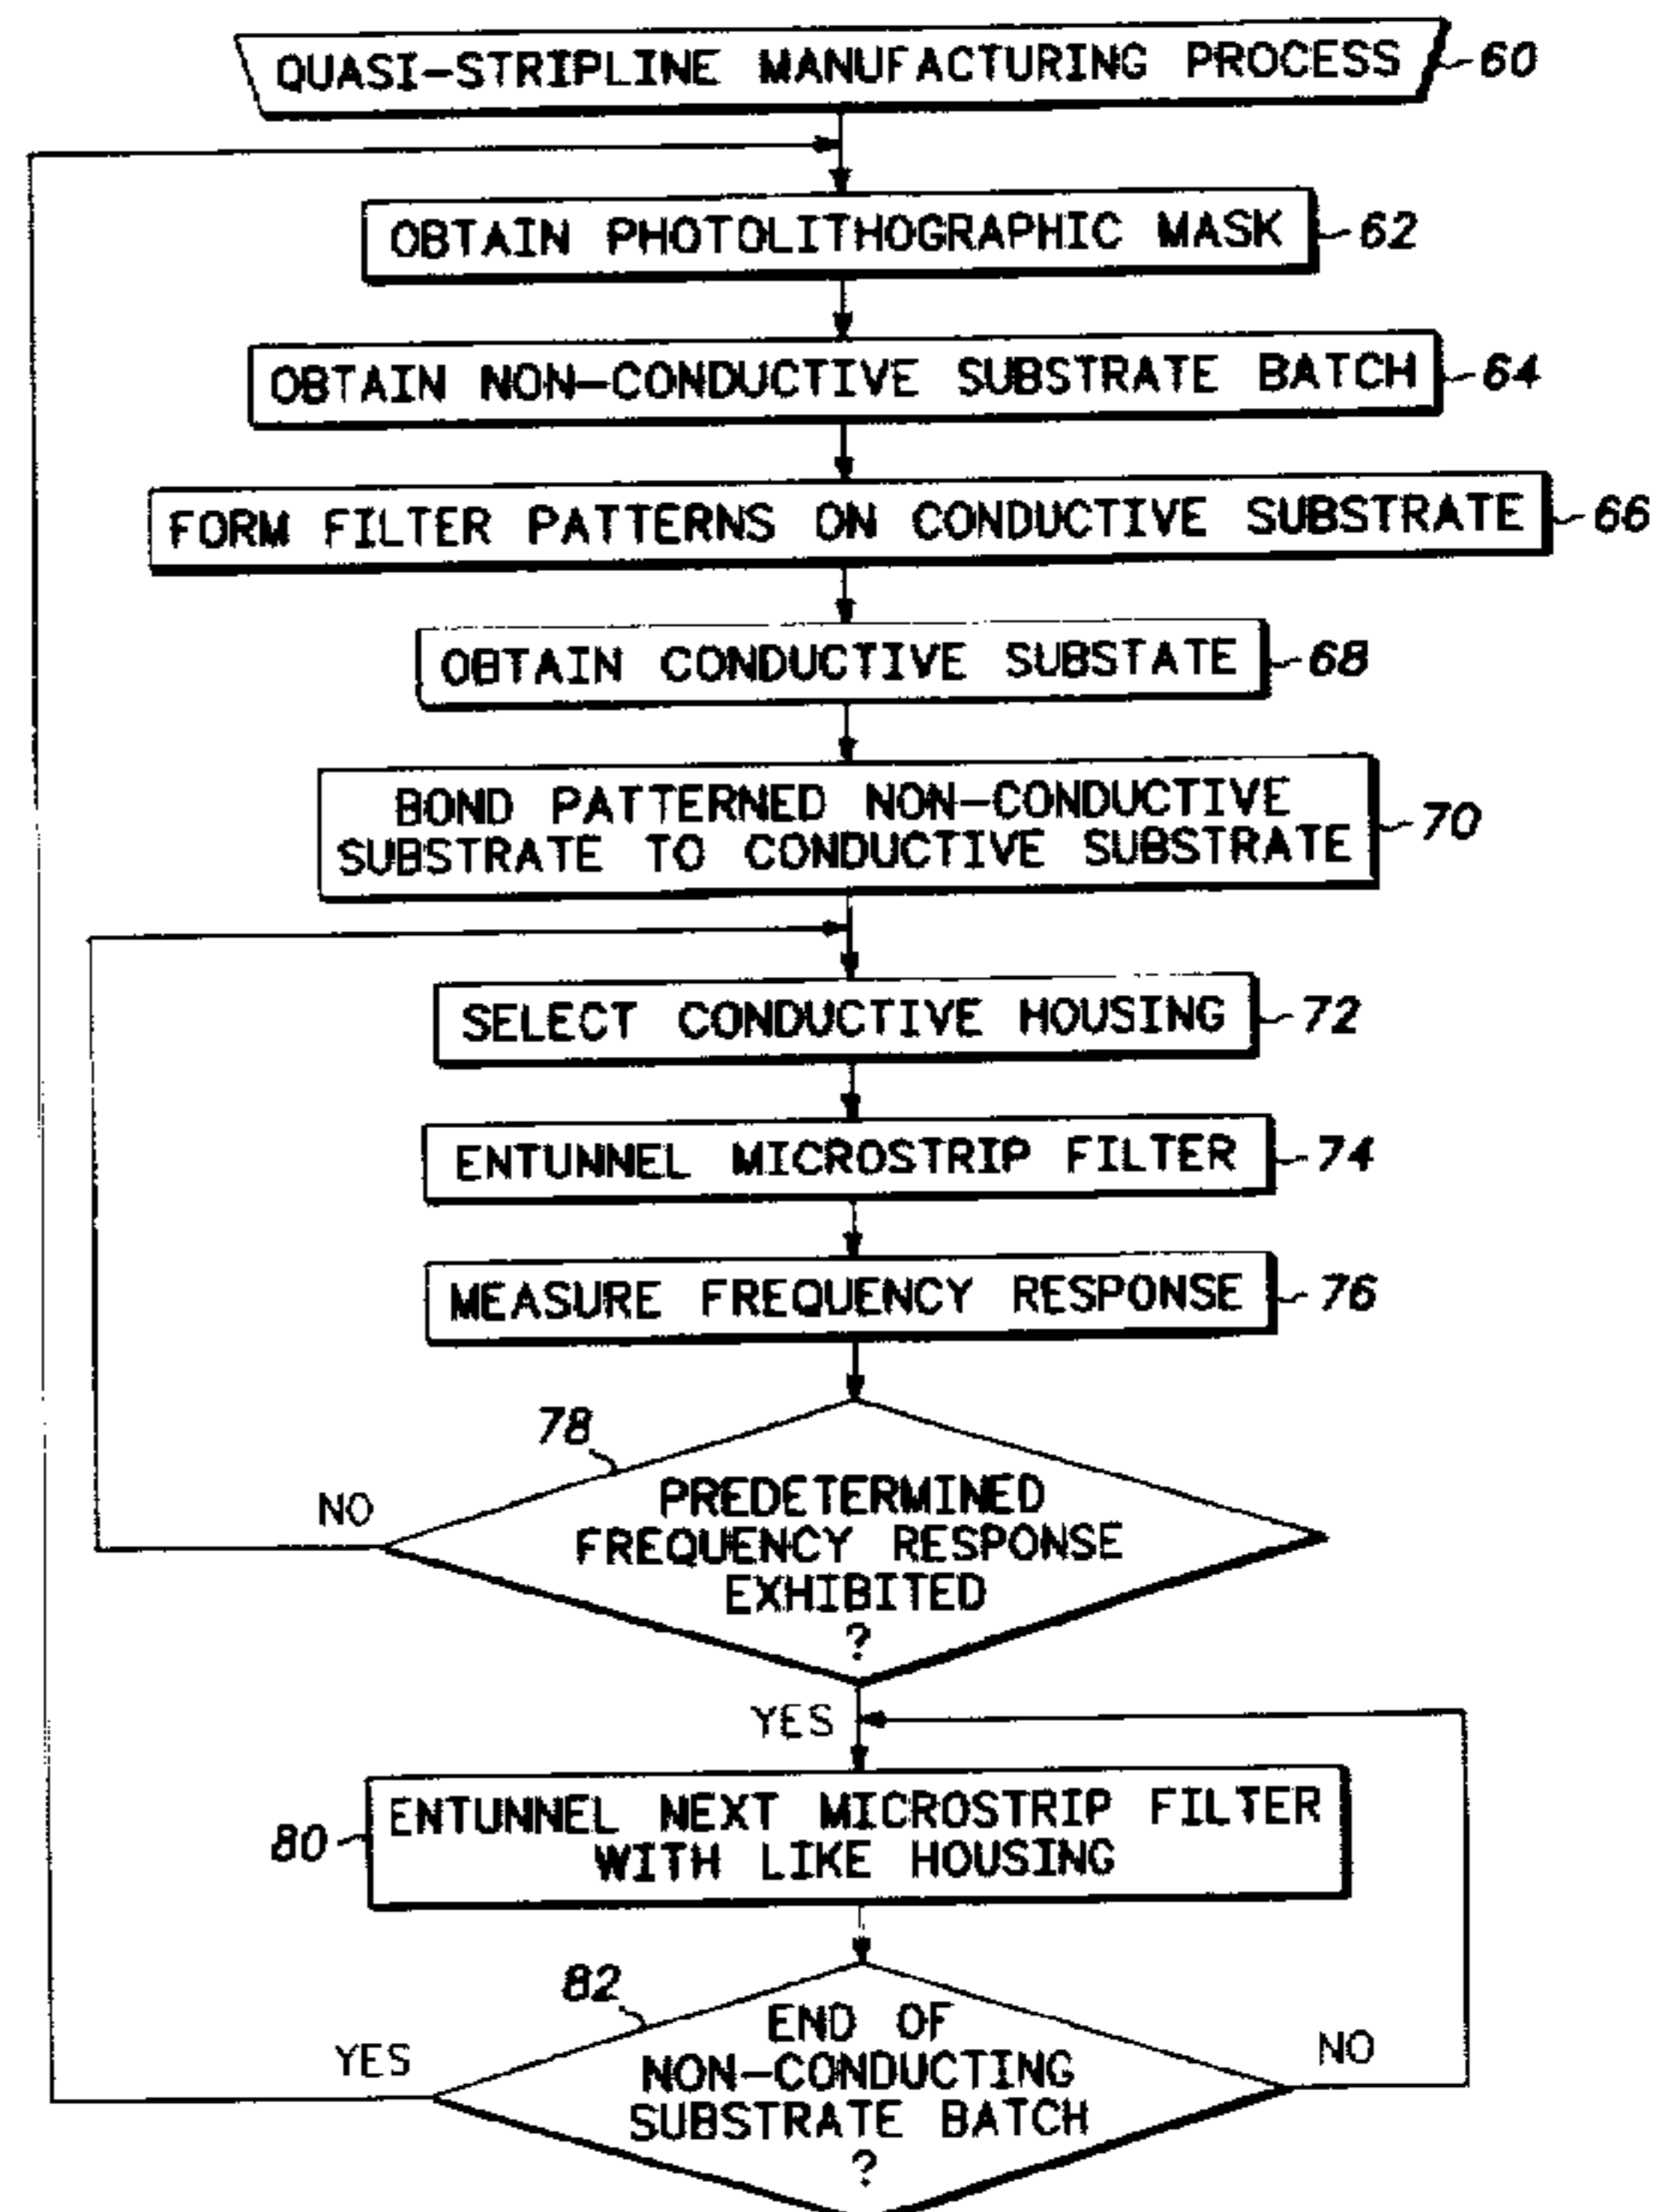 QUASI-STRIPLINE MANUFACTURING PROCESS 60
OBTAIN PHOTOLITHOGRAPHIC MASK 62
OBTAIN NON-CONDUCTIVE SUBSTRATE BATCH 64
FORM FILTER PATTERNS ON CONDUCTIVE SUBSTRATE 66
OBTAIN CONDUCTIVE SUBSTATE 68
BOND PATTERNED NON-CONDUCTIVE
SUBSTRATE TO CONDUCTIVE SUBSTRATE
70
SELECT CONDUCTIVE HOUSING 72
ENTUNNEL MICROSTRIP FILTER 74
MEASURE FREQUENCY RESPONSE 76
78
NO
PREDETERMINED
FREQUENCY RESPONSE
EXHIBITED
?
YES
80
ENTUNNEL NEXT MICROSTRIP FILTER
WITH LIKE HOUSING
82
YES
END OF
NON-CONDUCTING
SUBSTRATE BATCH
?
NO